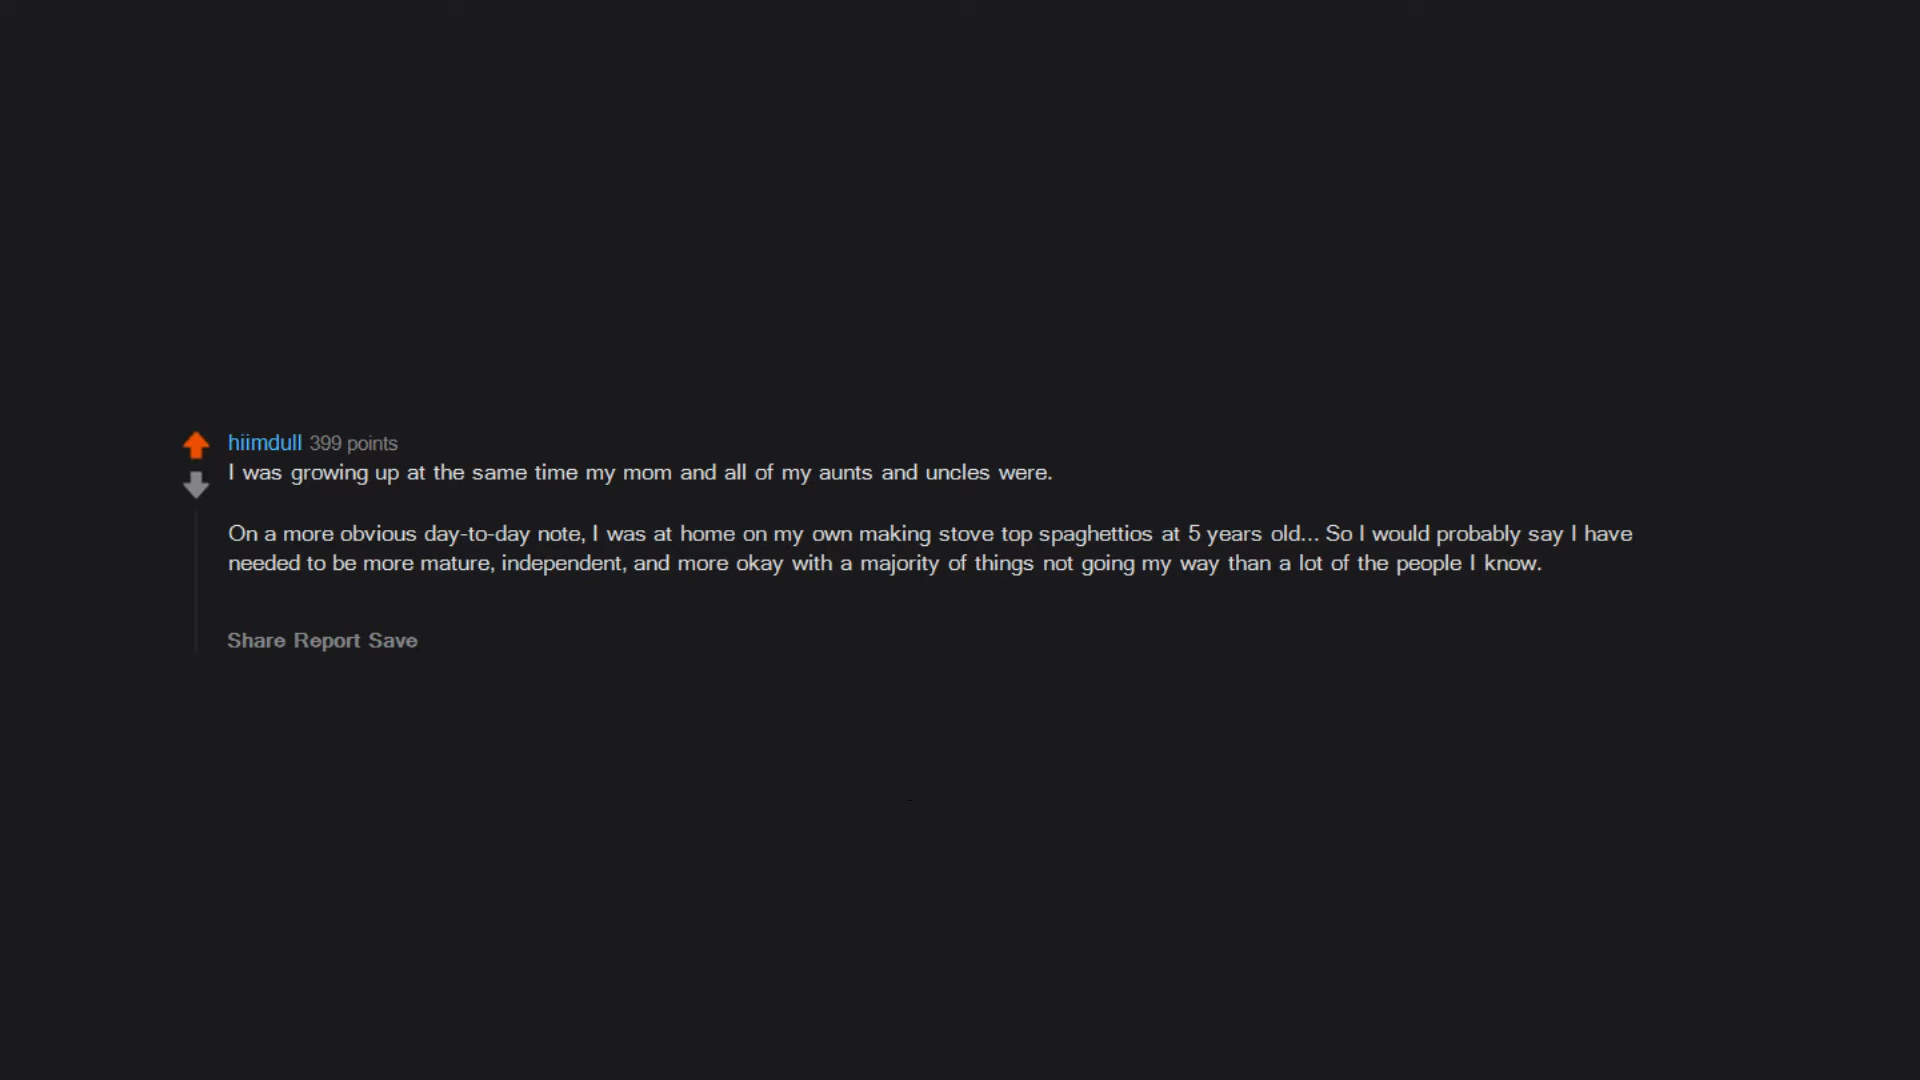 hiimdull 399 points
I was growing up at the same time my mom and all of my aunts and uncles were.
On a more obvious day-to-day note, I was at home on my own making stove top spaghettios at 5 years old... So I would probably say I have
needed to be more mature, independent, and more okay with a majority of things not going my way than a lot of the people I know.
Share Report Save